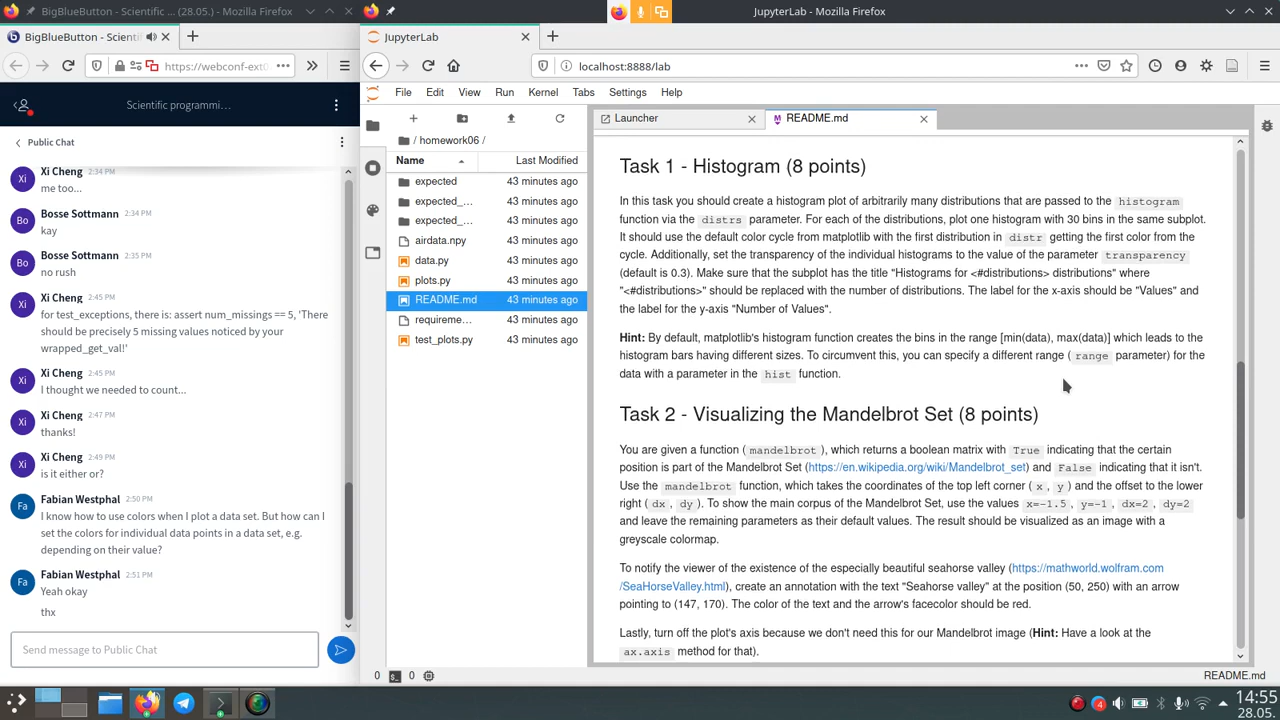 BigBlueButton - Scientific ... (28.05.) - Mozilla Firefox
JupyterLab - Mozilla Firefox
BigBlueButton - Scienti
JupyterLab
https://webconf-ext0
localhost:8888/lab
Scientific programmi...
File Edit View Run Kernel Tabs Settings Help
Public Chat
Xi Cheng 2:34 PM
me too...
Bosse Sottmann 2:34 PM
kay
Bosse Sottmann 2:35 PM
no rush
Xi Cheng 2:45 PM
for test_exceptions, there is: assert num_missings == 5, 'There
should be precisely 5 missing values noticed by your
wrapped_get_val!'
Xi Cheng 2:45 PM
I thought we needed to count...
Xi Cheng 2:47 PM
thanks!
Xi Cheng 2:49 PM
is it either or?
Fabian Westphal 2:50 PM
I know how to use colors when I plot a data set. But how can I
set the colors for individual data points in a data set, e.g.
depending on their value?
Fabian Westphal 2:51 PM
Yeah okay
thx
Send message to Public Chat
Xi
Bo
Bo
Xi
Xi
Xi
Xi
Fa
Fa
/ homework06 /
Name Last Modified
expected 43 minutes ago
expected_... 43 minutes ago
expected_... 43 minutes ago
airdata.npy 43 minutes ago
data.py 43 minutes ago
plots.py 43 minutes ago
README.md 43 minutes ago
requireme... 43 minutes ago
test_plots.py 43 minutes ago
Launcher
README.md
Task 1 - Histogram (8 points)
In this task you should create a histogram plot of arbitrarily many distributions that are passed to the histogram
function via the distrs parameter. For each of the distributions, plot one histogram with 30 bins in the same subplot.
It should use the default color cycle from matplotlib with the first distribution in distr getting the first color from the
cycle. Additionally, set the transparency of the individual histograms to the value of the parameter transparency
(default is 0.3). Make sure that the subplot has the title "Histograms for <#distributions> distributions" where
"<#distributions>" should be replaced with the number of distributions. The label for the x-axis should be "Values" and
the label for the y-axis "Number of Values".
Hint: By default, matplotlib's histogram function creates the bins in the range [min(data), max(data)] which leads to the
histogram bars having different sizes. To circumvent this, you can specify a different range ( range parameter) for the
data with a parameter in the hist function.
Task 2 - Visualizing the Mandelbrot Set (8 points)
You are given a function ( mandelbrot ), which returns a boolean matrix with True indicating that the certain
position is part of the Mandelbrot Set (https://en.wikipedia.org/wiki/Mandelbrot_set) and False indicating that it isn't.
Use the mandelbrot function, which takes the coordinates of the top left corner ( x , y ) and the offset to the lower
right ( dx , dy ). To show the main corpus of the Mandelbrot Set, use the values x=-1.5 , y=-1 , dx=2 , dy=2
and leave the remaining parameters as their default values. The result should be visualized as an image with a
greyscale colormap.
To notify the viewer of the existence of the especially beautiful seahorse valley (https://mathworld.wolfram.com
/SeaHorseValley.html), create an annotation with the text "Seahorse valley" at the position (50, 250) with an arrow
pointing to (147, 170). The color of the text and the arrow's facecolor should be red.
Lastly, turn off the plot's axis because we don't need this for our Mandelbrot image (Hint: Have a look at the
ax.axis method for that).
0 0
README.md
4
14:55
28.05.